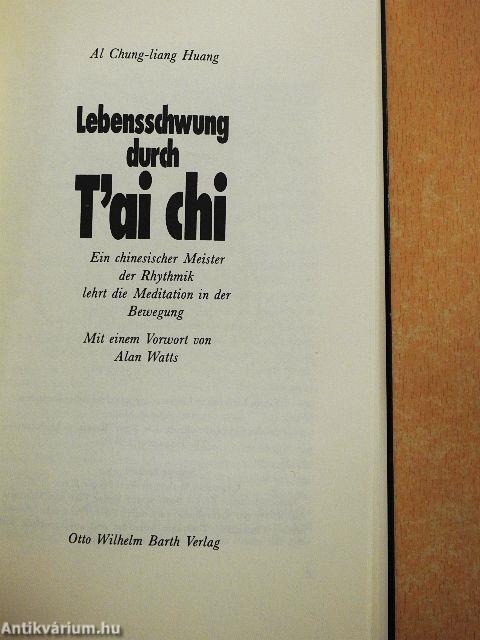 Al Chung-liang Huang
Lebensschwung
durch
T'ai chi
Ein chinesischer Meister
der Rhythmik
lehrt die Meditation in der
Bewegung
Mit einem Vorwort von
Alan Watts
Otto Wilhelm Barth Verlag
Antikvárium.hu